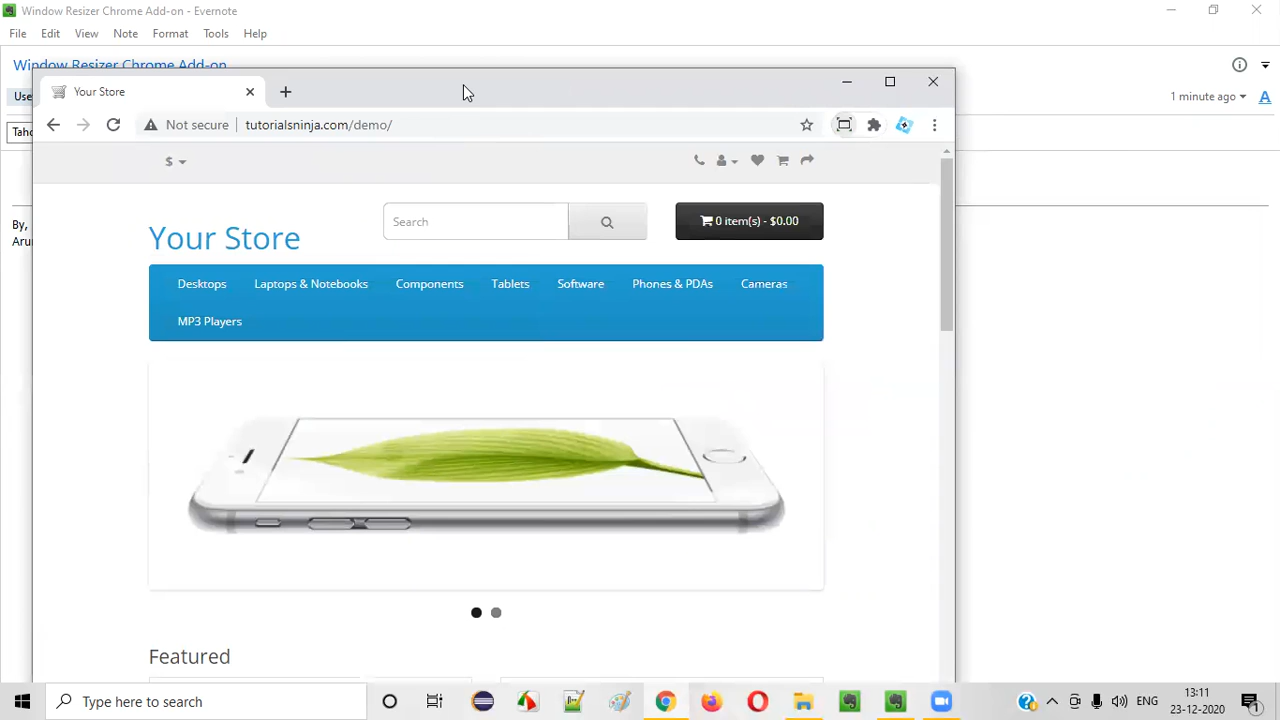 Window Resizer Chrome Add-on - Evernote
File Edit View Note Format Tools Help
Window Resizer Chrome Add-on
Use
1 minute ago
A
Your Store
Not secure
tutorialsninja.com/demo/
$
By,
Search
0 item(s) - $0.00
Your Store
Desktops Laptops & Notebooks Components Tablets Software Phones & PDAs Cameras
MP3 Players
Featured
Type here to search
ENG
13:11
23-12-2020
1